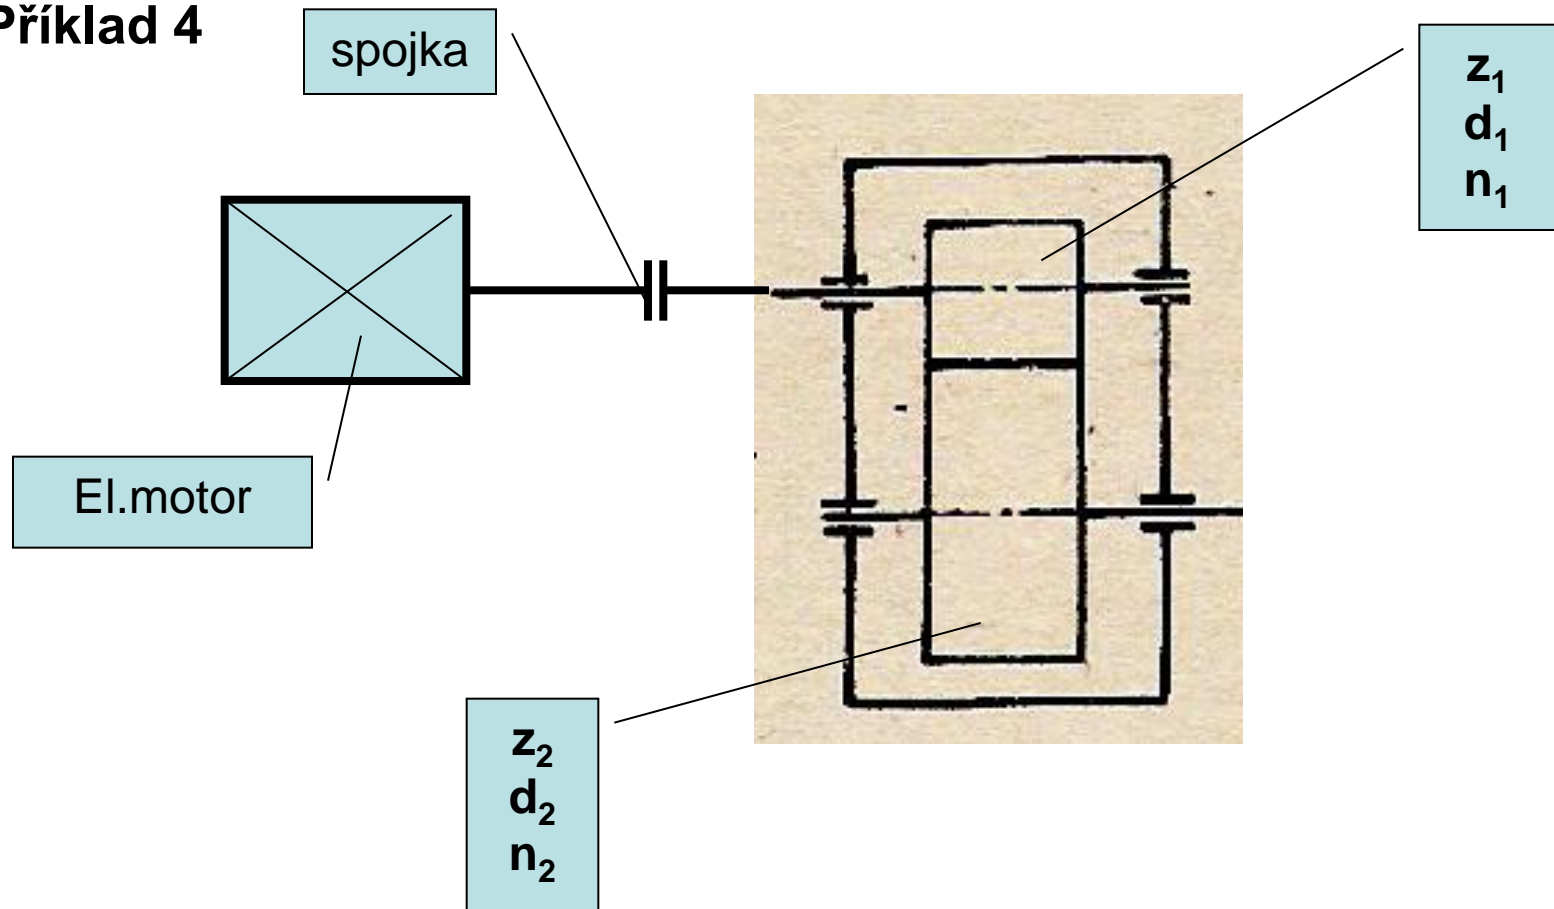 Příklad 4
spojka
z₁
d₁
n₁
El.motor
z₂
d₂
n₂